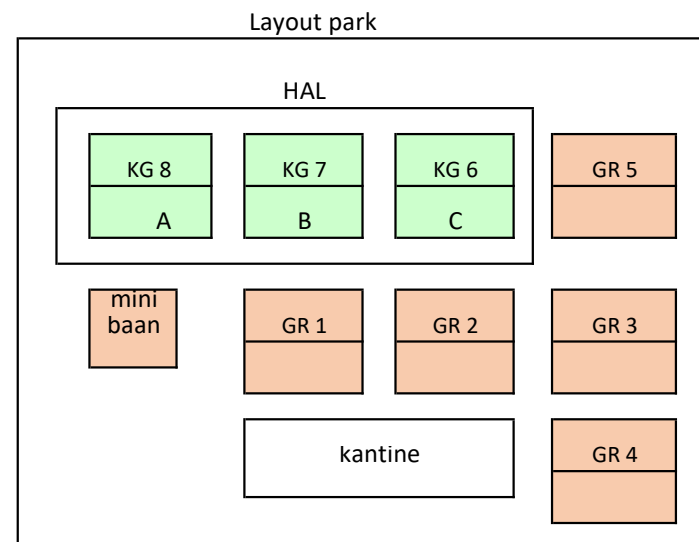 Layout park
HAL
KG 8
KG 7
KG 6
GR 5
A
B
C
mini
baan
GR 1
GR 2
GR 3
kantine
GR 4